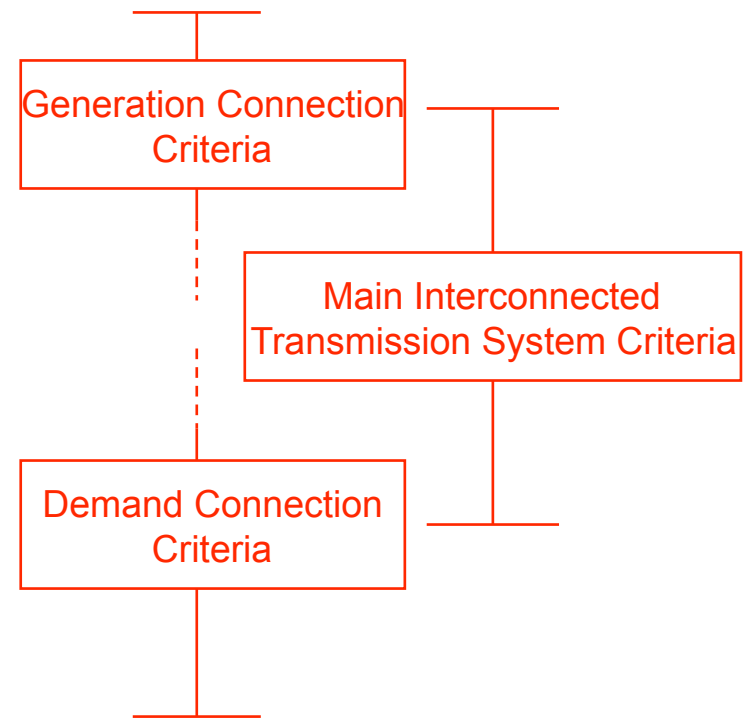 Generation Connection
Criteria
Main Interconnected
Transmission System Criteria
Demand Connection
Criteria